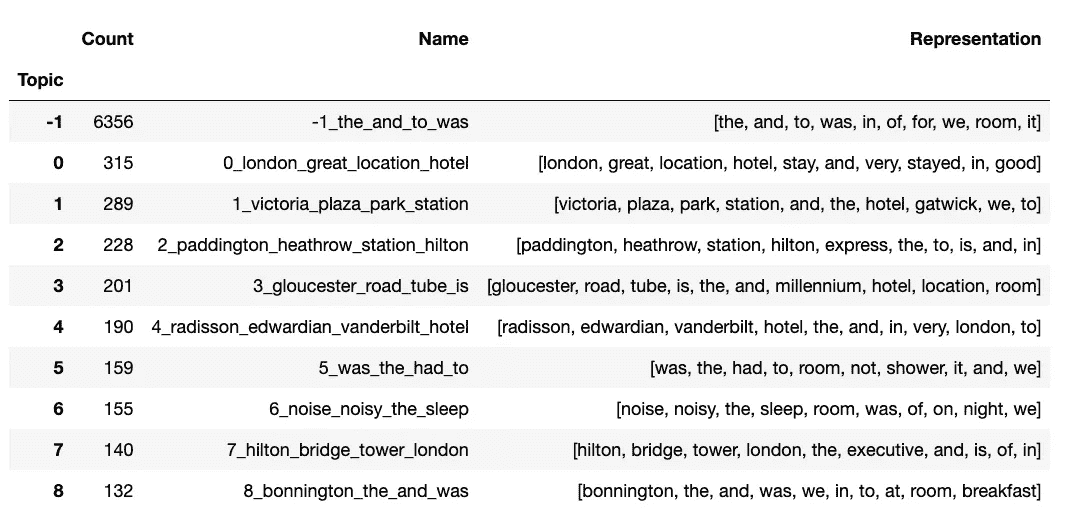 Count Name Representation
Topic
-1 6356 -1_the_and_to_was [the, and, to, was, in, of, for, we, room, it]
0 315 0_london_great_location_hotel [london, great, location, hotel, stay, and, very, stayed, in, good]
1 289 1_victoria_plaza_park_station [victoria, plaza, park, station, and, the, hotel, gatwick, we, to]
2 228 2_paddington_heathrow_station_hilton [paddington, heathrow, station, hilton, express, the, to, is, and, in]
3 201 3_gloucester_road_tube_is [gloucester, road, tube, is, the, and, millennium, hotel, location, room]
4 190 4_radisson_edwardian_vanderbilt_hotel [radisson, edwardian, vanderbilt, hotel, the, and, in, very, london, to]
5 159 5_was_the_had_to [was, the, had, to, room, not, shower, it, and, we]
6 155 6_noise_noisy_the_sleep [noise, noisy, the, sleep, room, was, of, on, night, we]
7 140 7_hilton_bridge_tower_london [hilton, bridge, tower, london, the, executive, and, is, of, in]
8 132 8_bonnington_the_and_was [bonnington, the, and, was, we, in, to, at, room, breakfast]